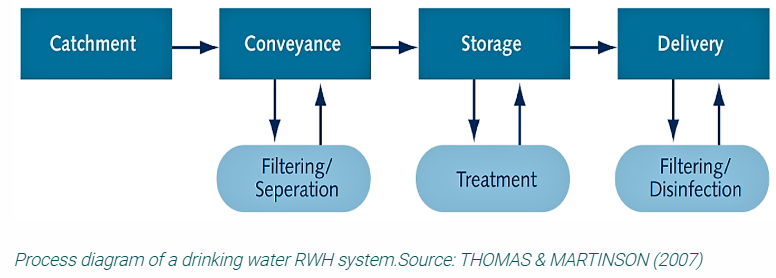 Catchment
Conveyance
Storage
Delivery
Filtering/
Seperation
Treatment
Filtering/
Disinfection
Process diagram of a drinking water RWH system.Source: THOMAS & MARTINSON (2007)